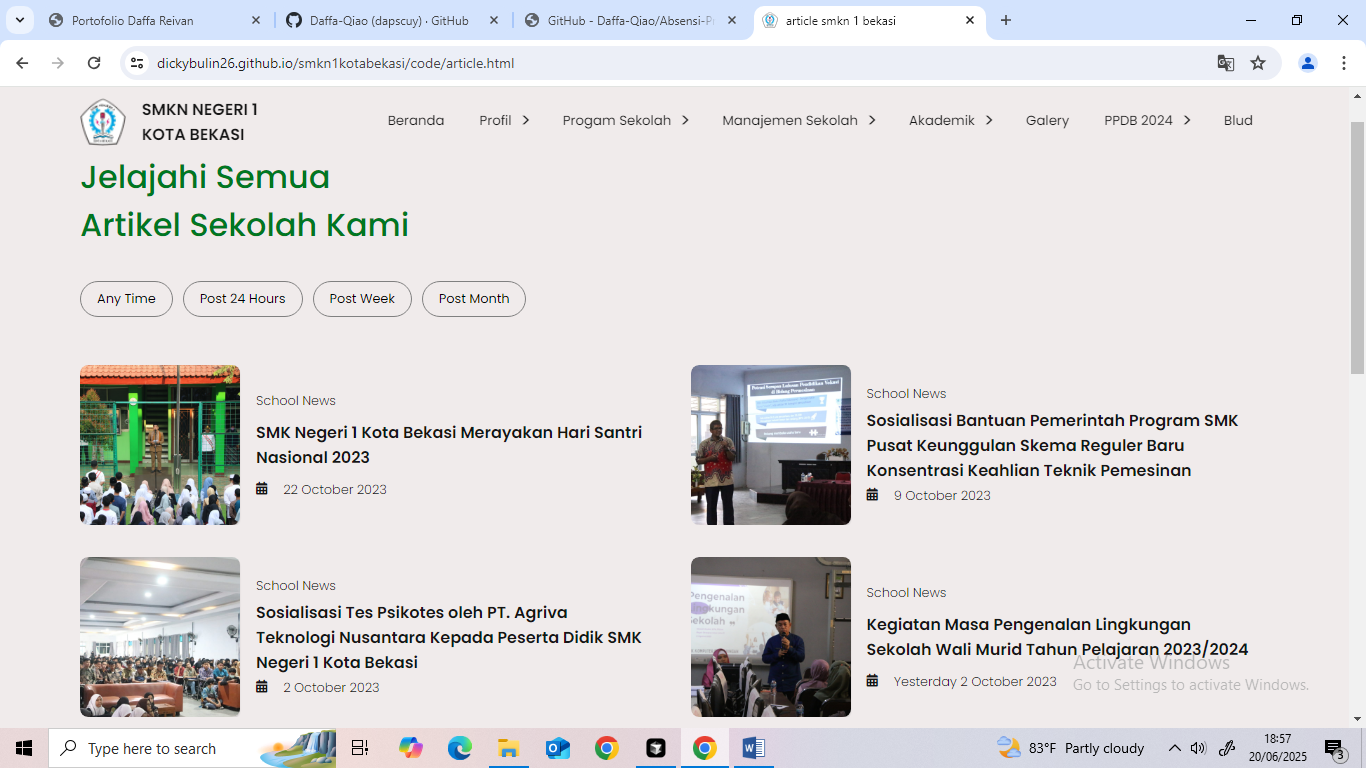 Portofolio Daffa Reivan
Daffa-Qiao (dapscuy) · GitHub
GitHub - Daffa-Qiao/Absensi-P
article smkn 1 bekasi
dickybulin26.github.io/smkn1kotabekasi/code/article.html
SMKN NEGERI 1
KOTA BEKASI
Beranda
Profil
Progam Sekolah
Manajemen Sekolah
Akademik
Galery
PPDB 2024
Blud
Jelajahi Semua
Artikel Sekolah Kami
Any Time
Post 24 Hours
Post Week
Post Month
School News
SMK Negeri 1 Kota Bekasi Merayakan Hari Santri
Nasional 2023
22 October 2023
School News
Sosialisasi Bantuan Pemerintah Program SMK
Pusat Keunggulan Skema Reguler Baru
Konsentrasi Keahlian Teknik Pemesinan
9 October 2023
School News
Sosialisasi Tes Psikotes oleh PT. Agriva
Teknologi Nusantara Kepada Peserta Didik SMK
Negeri 1 Kota Bekasi
2 October 2023
Pengenalan
Lingkungan
Sekolah
School News
Kegiatan Masa Pengenalan Lingkungan
Sekolah Wali Murid Tahun Pelajaran 2023/2024
Yesterday 2 October 2023
Activate Windows
Go to Settings to activate Windows.
Type here to search
83°F Partly cloudy
18:57
20/06/2025
3